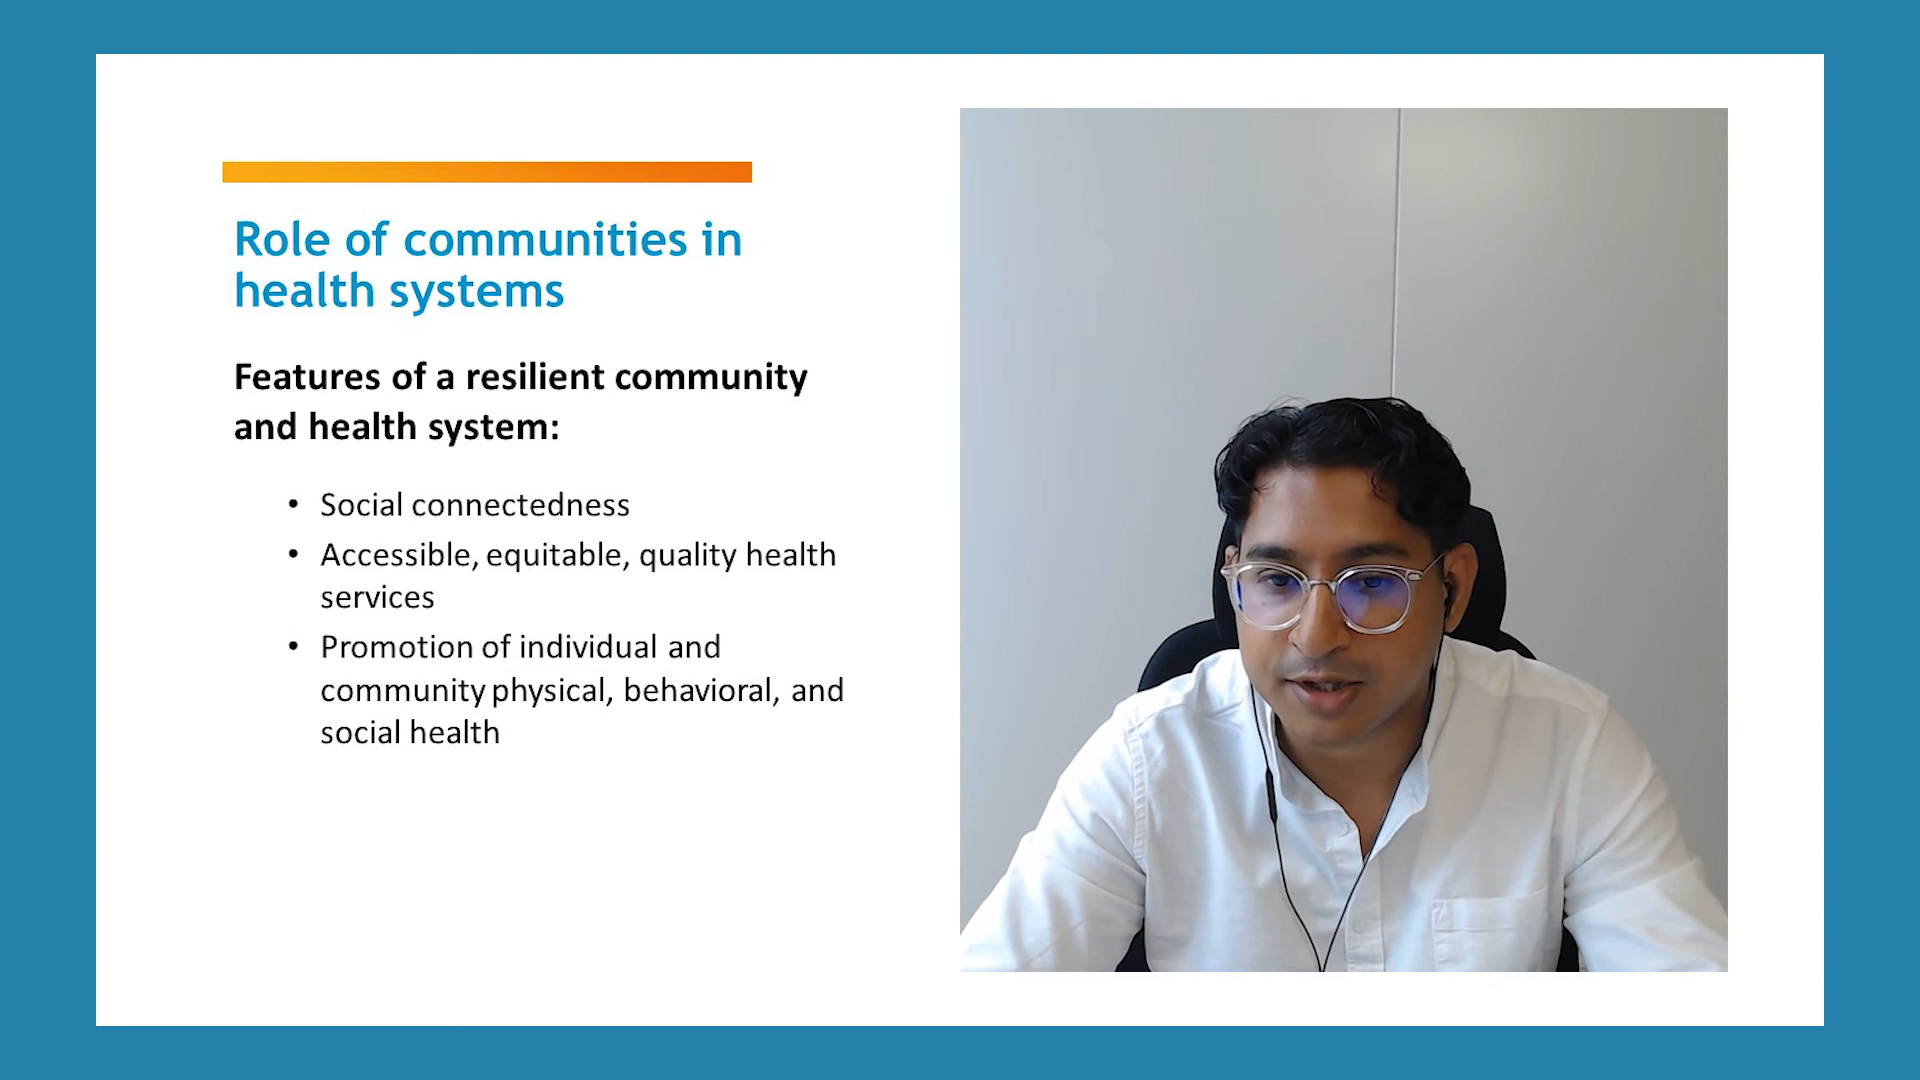 Role of communities in
health systems
Features of a resilient community
and health system:
• Social connectedness
• Accessible, equitable, quality health
services
• Promotion of individual and
community physical, behavioral, and
social health